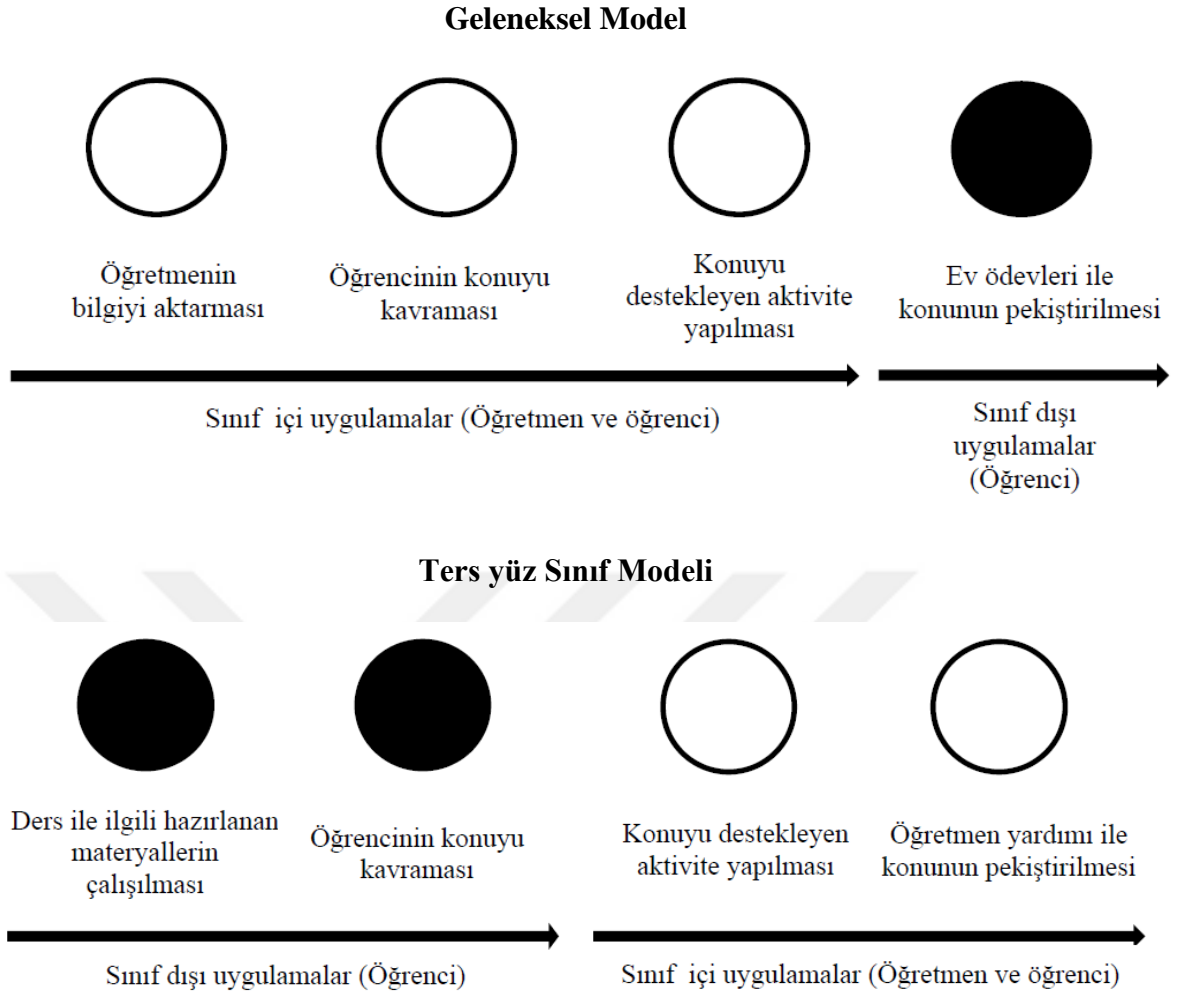 Geleneksel Model
Öğretmenin
bilgiyi aktarması
Öğrencinin konuyu
kavraması
Konuyu
destekleyen aktivite
yapılması
Ev ödevleri ile
konunun pekiştirilmesi
Sınıf içi uygulamalar (Öğretmen ve öğrenci)
Sınıf dışı
uygulamalar
(Öğrenci)
Ters yüz Sınıf Modeli
Ders ile ilgili hazırlanan
materyallerin
çalışılması
Öğrencinin konuyu
kavraması
Konuyu destekleyen
aktivite yapılması
Öğretmen yardımı ile
konunun pekiştirilmesi
Sınıf dışı uygulamalar (Öğrenci)
Sınıf içi uygulamalar (Öğretmen ve öğrenci)